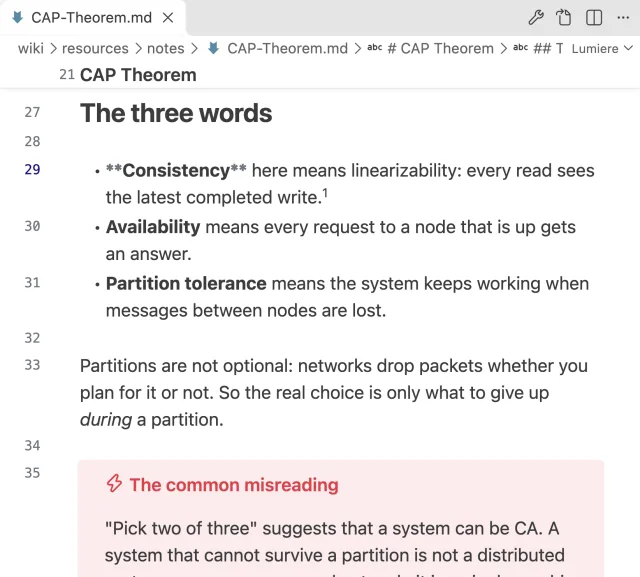 CAP-Theorem.md
wiki > resources > notes > CAP-Theorem.md > abc # CAP Theorem > abc ## T Lumiere
21 CAP Theorem
27 The three words
28
29 • **Consistency** here means linearizability: every read sees
the latest completed write.1
30 • Availability means every request to a node that is up gets
an answer.
31 • Partition tolerance means the system keeps working when
messages between nodes are lost.
32
33 Partitions are not optional: networks drop packets whether you
plan for it or not. So the real choice is only what to give up
during a partition.
34
35 The common misreading
"Pick two of three" suggests that a system can be CA. A
system that cannot survive a partition is not a distributed